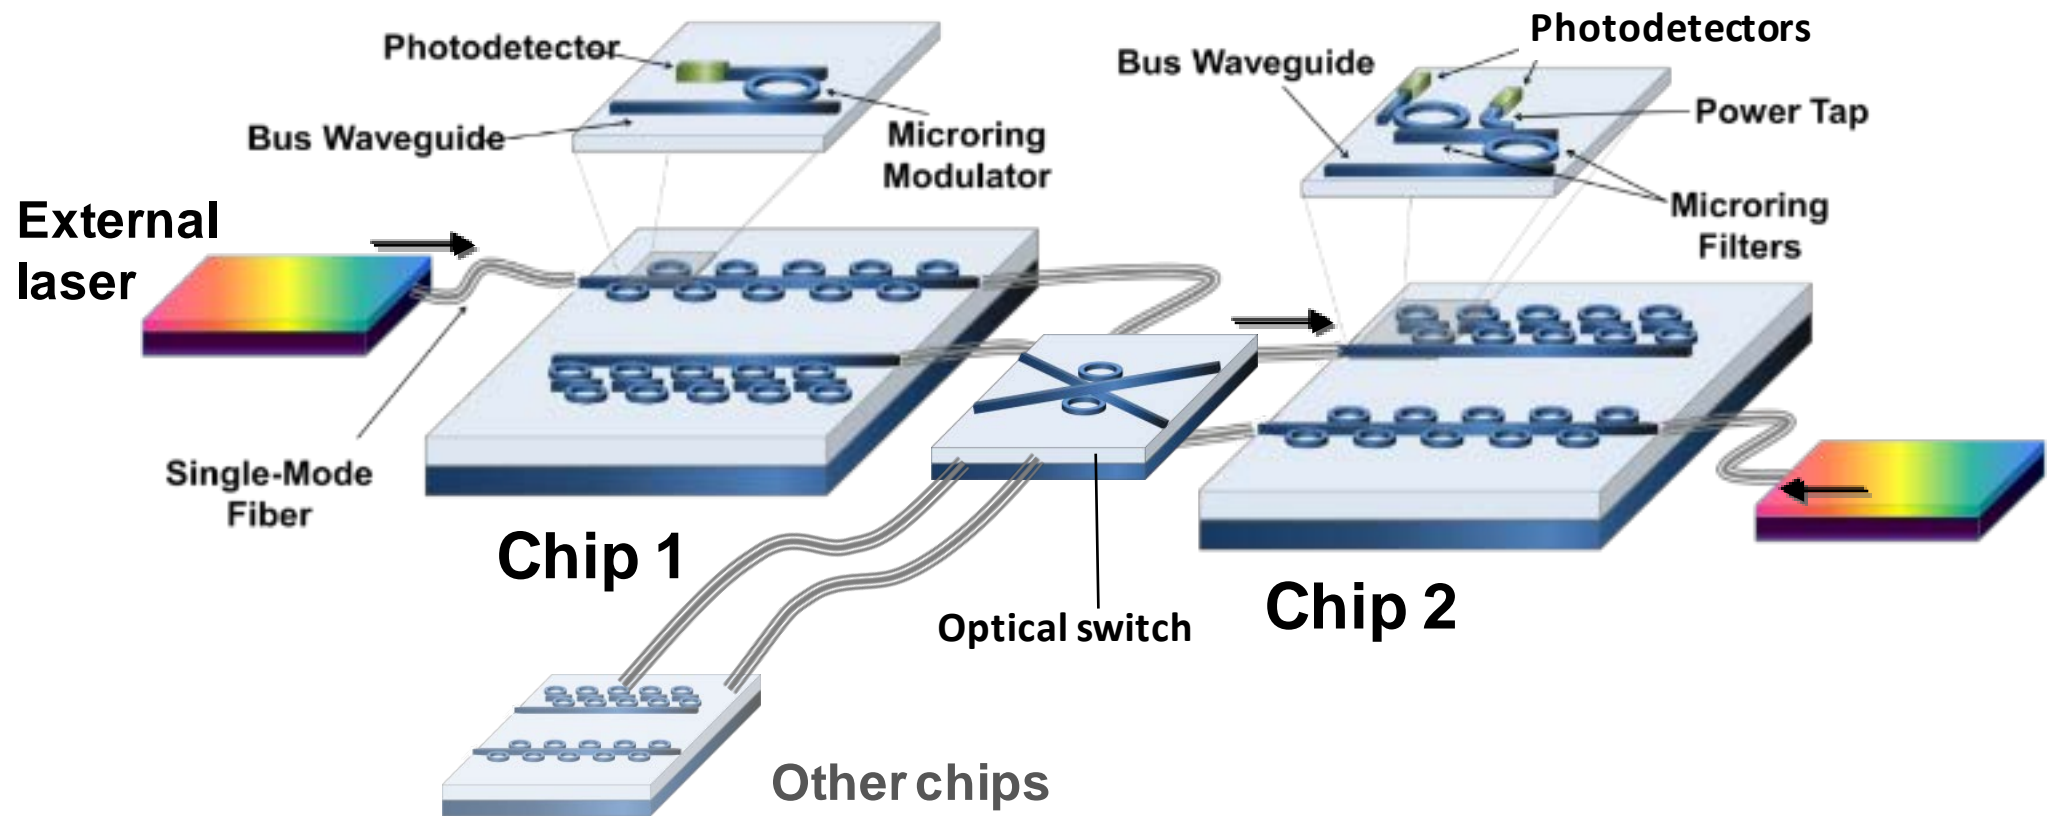 Photodetector
Bus Waveguide
Microring
Modulator
Photodetectors
Bus Waveguide
Power Tap
Microring
Filters
External
laser
Single-Mode
Fiber
Chip 1
Optical switch
Chip 2
Other chips